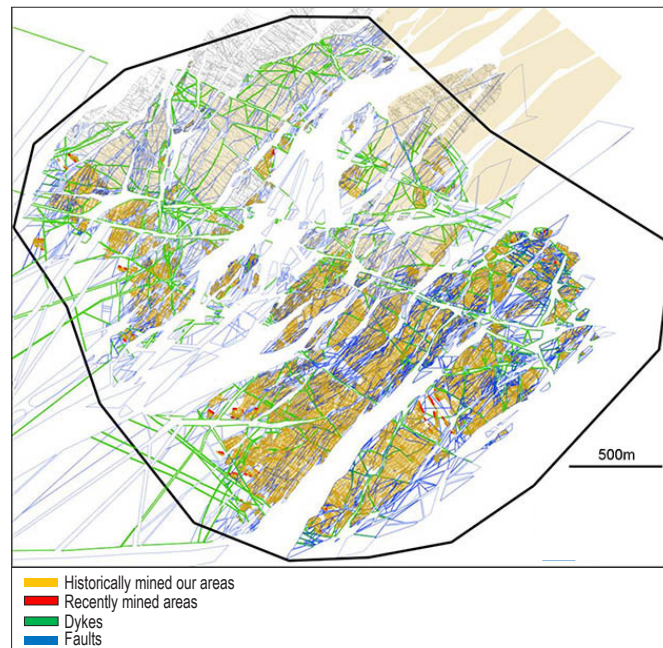 500m
Historically mined our areas
Recently mined areas
Dykes
Faults